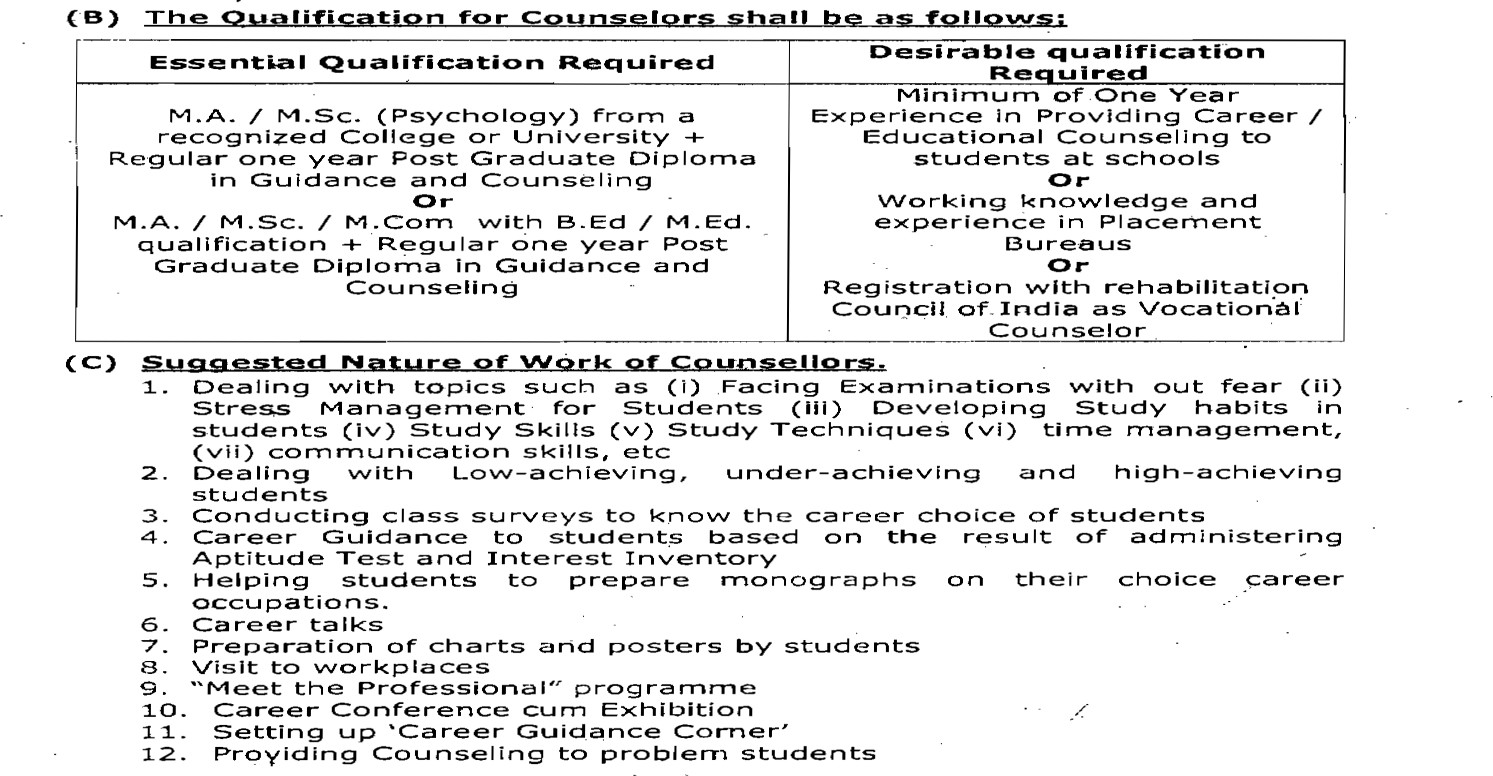 (B) The Qualification for Counselors shall be as follows:
Essential Qualification Required
Desirable qualification
Required
M.A. / M.Sc. (Psychology) from a
recognized College or University +
Regular one year Post Graduate Diploma
in Guidance and Counseling
Or
M.A. / M.Sc. / M.Com with B.Ed / M.Ed.
qualification + Regular one year Post
Graduate Diploma in Guidance and
Counseling
Minimum of One Year
Experience in Providing Career /
Educational Counseling to
students at schools
Or
Working knowledge and
experience in Placement
Bureaus
Or
Registration with rehabilitation
Council of India as Vocational
Counselor
(C) Suggested Nature of Work of Counsellors.
1. Dealing with topics such as (i) Facing Examinations with out fear (ii)
Stress Management for Students (iii) Developing Study habits in
students (iv) Study Skills (v) Study Techniques (vi) time management,
(vii) communication skills, etc
2. Dealing with Low-achieving, under-achieving and high-achieving
students
3. Conducting class surveys to know the career choice of students
4. Career Guidance to students based on the result of administering
Aptitude Test and Interest Inventory
5. Helping students to prepare monographs on their choice career
occupations.
6. Career talks
7. Preparation of charts and posters by students
8. Visit to workplaces
9. "Meet the Professional" programme
10. Career Conference cum Exhibition
11. Setting up 'Career Guidance Corner'
12. Providing Counseling to problem students